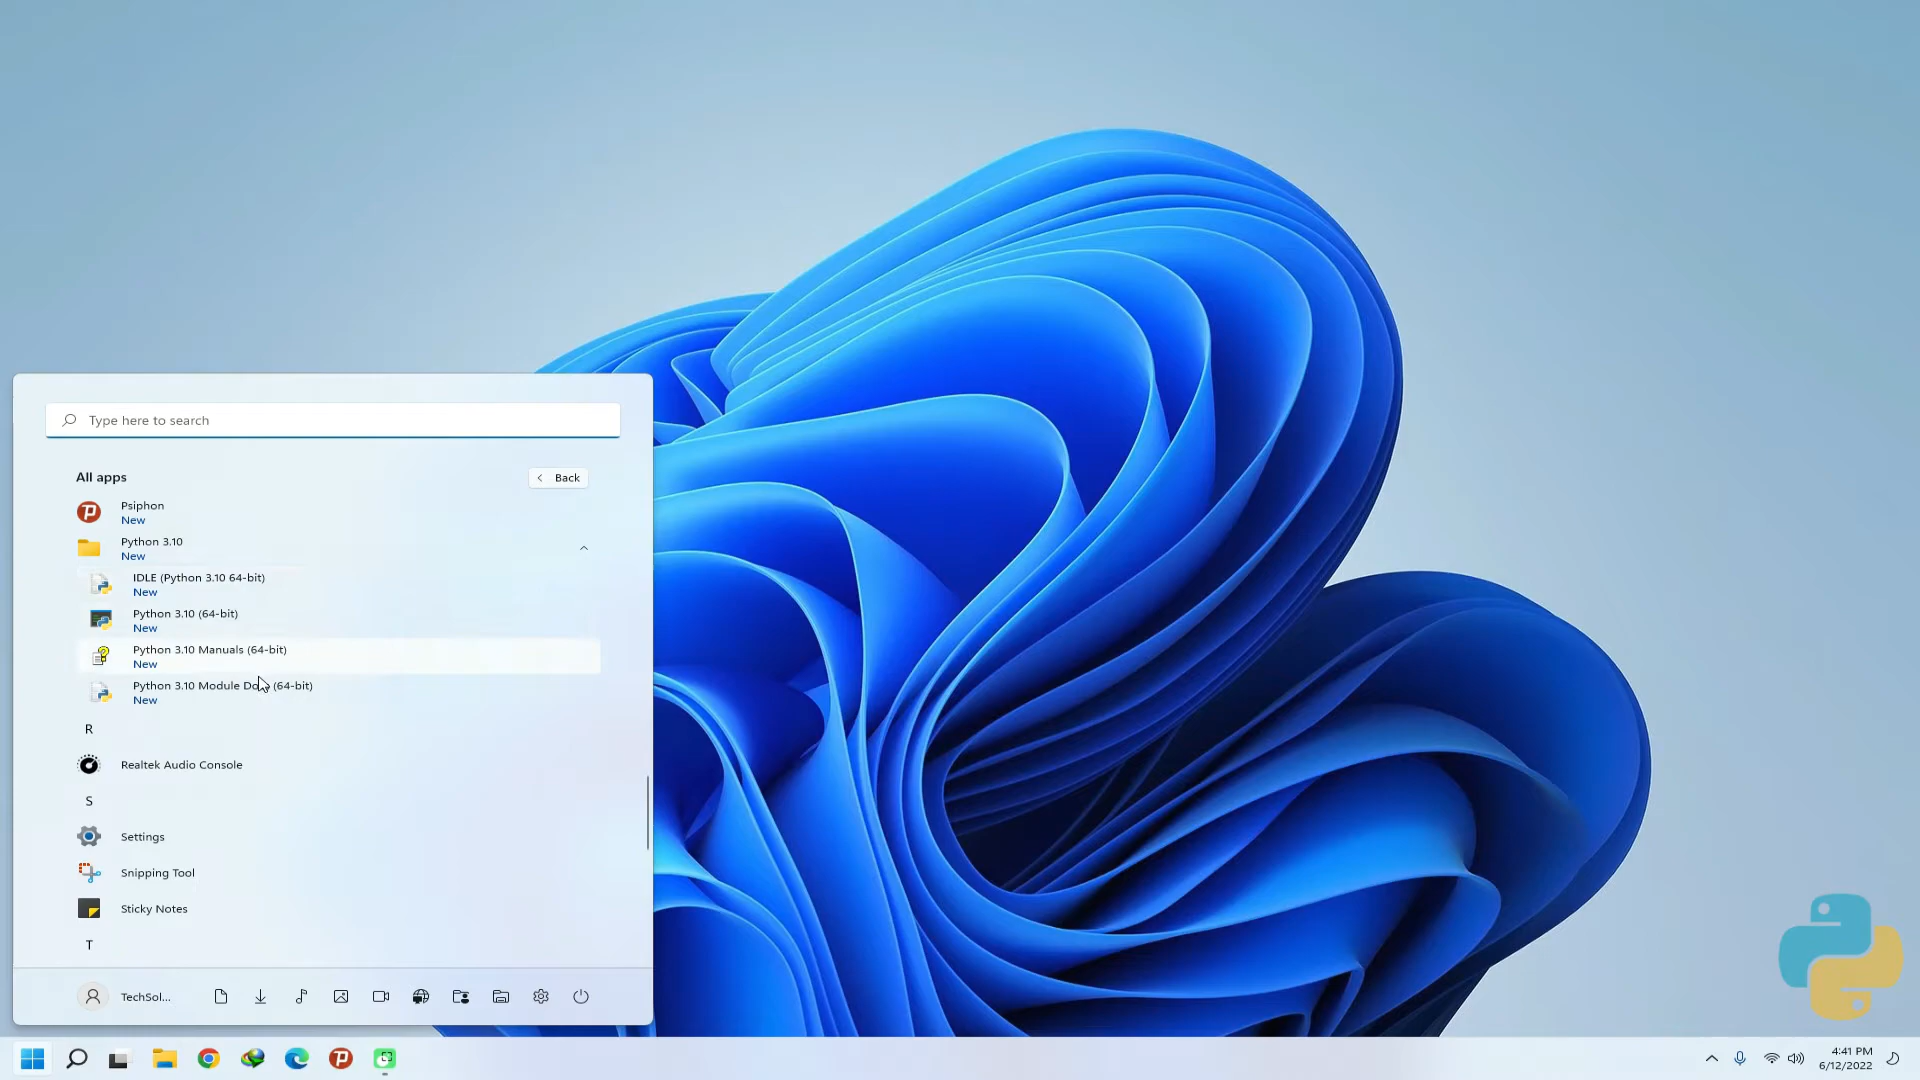 Type here to search
All apps
Back
Psiphon
New
Python 3.10
New
IDLE (Python 3.10 64-bit)
New
Python 3.10 (64-bit)
New
Python 3.10 Manuals (64-bit)
New
Python 3.10 Module Do (64-bit)
New
R
Realtek Audio Console
S
Settings
Snipping Tool
Sticky Notes
T
TechSol...
4:41 PM
6/12/2022